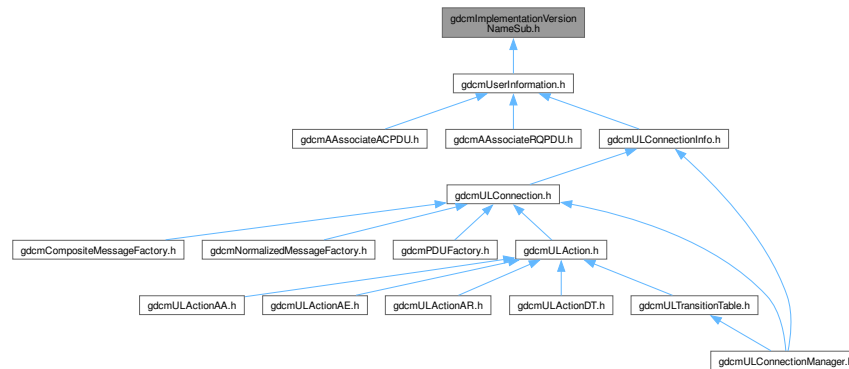 gdcmImplementationVersion
NameSub.h
gdcmUserInformation.h
gdcmAAssociateACPDU.h
gdcmAAssociateRQPDU.h
gdcmULConnectionInfo.h
gdcmULConnection.h
gdcmCompositeMessageFactory.h
gdcmNormalizedMessageFactory.h
gdcmPDUFactory.h
gdcmULAction.h
gdcmULActionAA.h
gdcmULActionAE.h
gdcmULActionAR.h
gdcmULActionDT.h
gdcmULTransitionTable.h
gdcmULConnectionManager.h